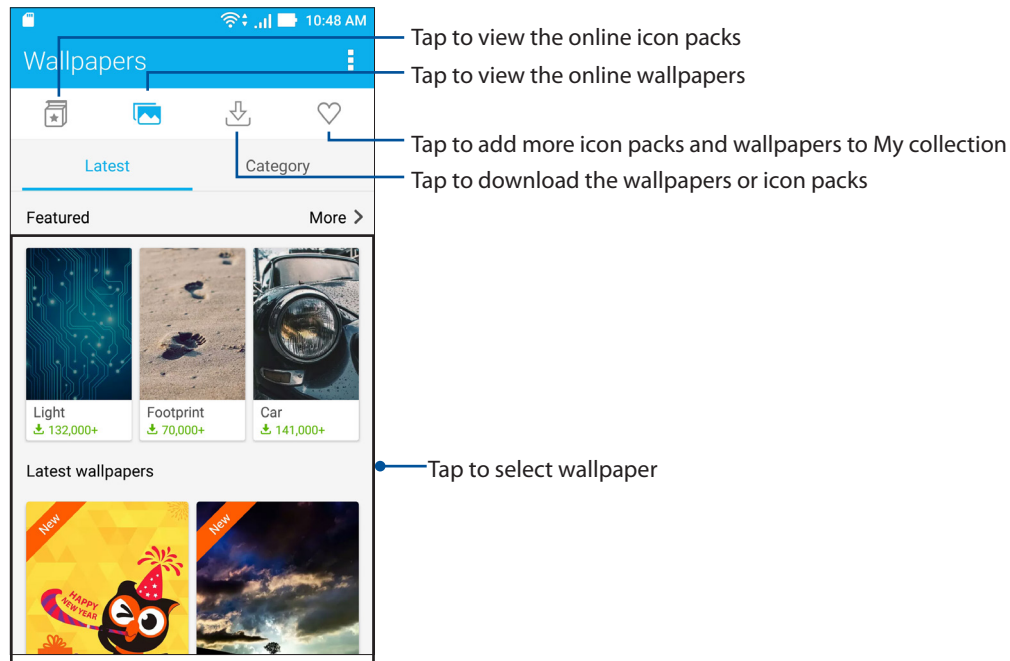 10:48 AM
Wallpapers
Tap to view the online icon packs
Tap to view the online wallpapers
Tap to add more icon packs and wallpapers to My collection
Tap to download the wallpapers or icon packs
Latest
Category
Featured
More >
Light
132,000+
Footprint
70,000+
Car
141,000+
Latest wallpapers
Tap to select wallpaper
New
New
HAPPY
NEW YEAR